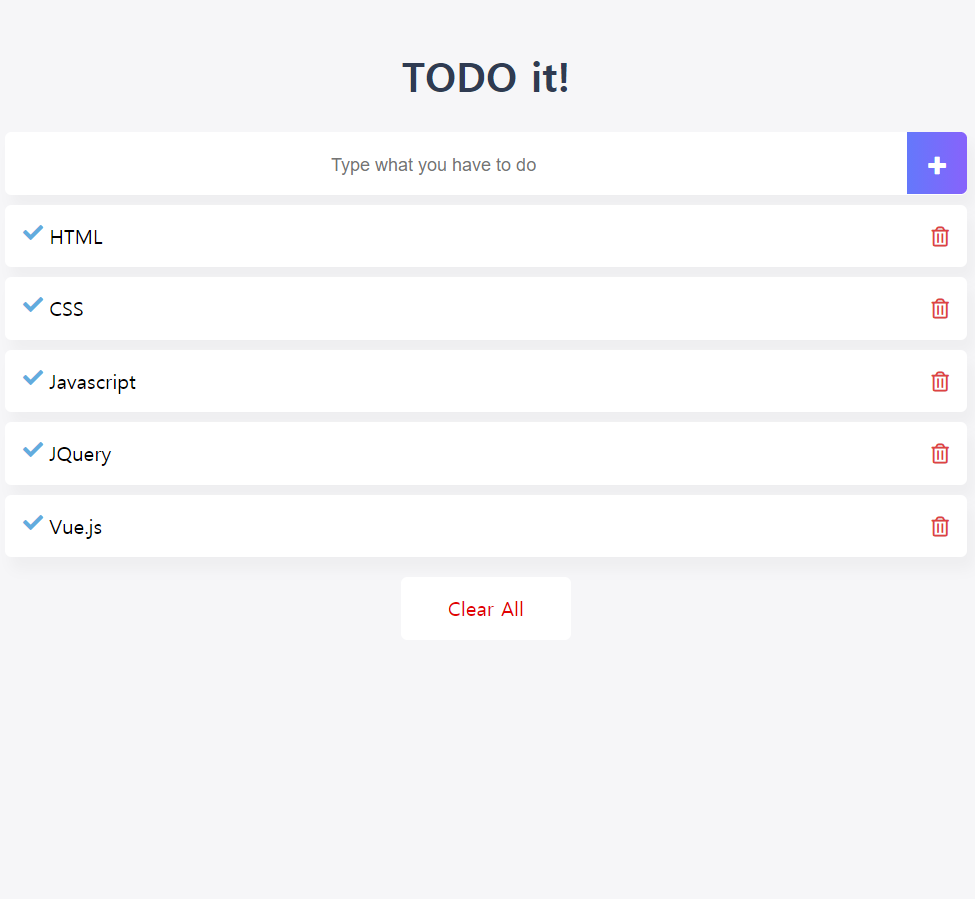 TODO it!
Type what you have to do
HTML
CSS
Javascript
JQuery
Vue.js
Clear All